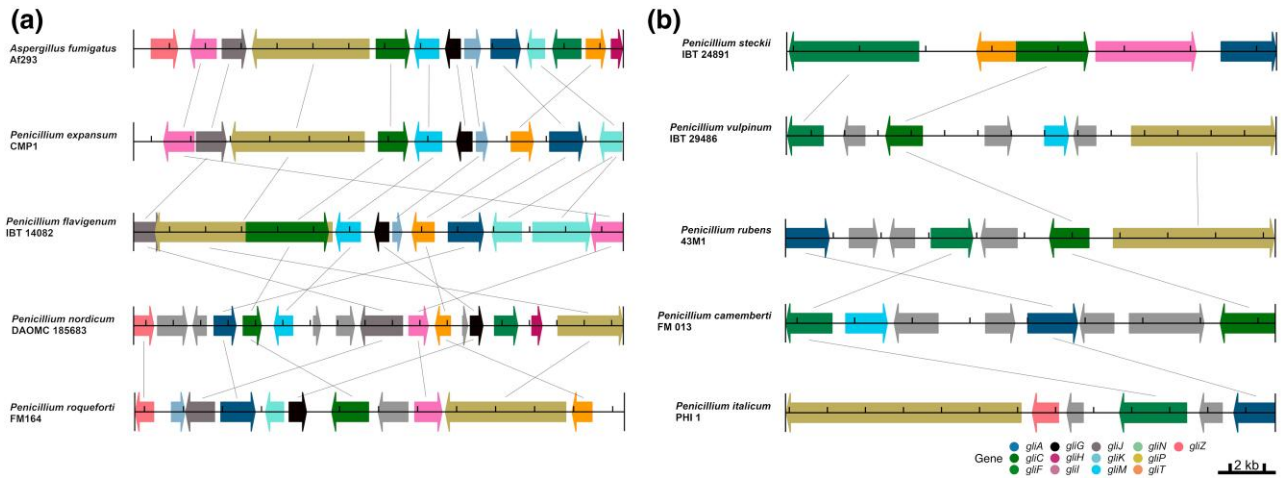 (a)
Aspergillus fumigatus
Af293
Penicillium expansum
CMP1
Penicillium flavigenum
IBT 14082
Penicillium nordicum
DAOMC 185683
Penicillium roqueforti
FM164
(b)
Penicillium steckii
IBT 24891
Penicillium vulpinum
IBT 29486
Penicillium rubens
43M1
Penicillium camemberti
FM 013
Penicillium italicum
PHI 1
Gene
gliA gliG gliJ gliN gliZ
gliC gliH gliK gliP
gliF gliI gliM gliT
2 kb